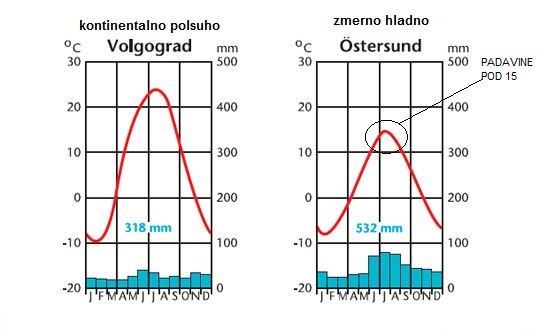 kontinentalno polsuho
Volgograd
°C mm
30 500
20 400
10 300
0 200
-10 100
-20 0
318 mm
J F M A M J J A S O N D
zmerno hladno
Östersund
°C mm
30 500
20 400
10 300
0 200
-10 100
-20 0
532 mm
J F M A M J J A S O N D
PADAVINE
POD 15